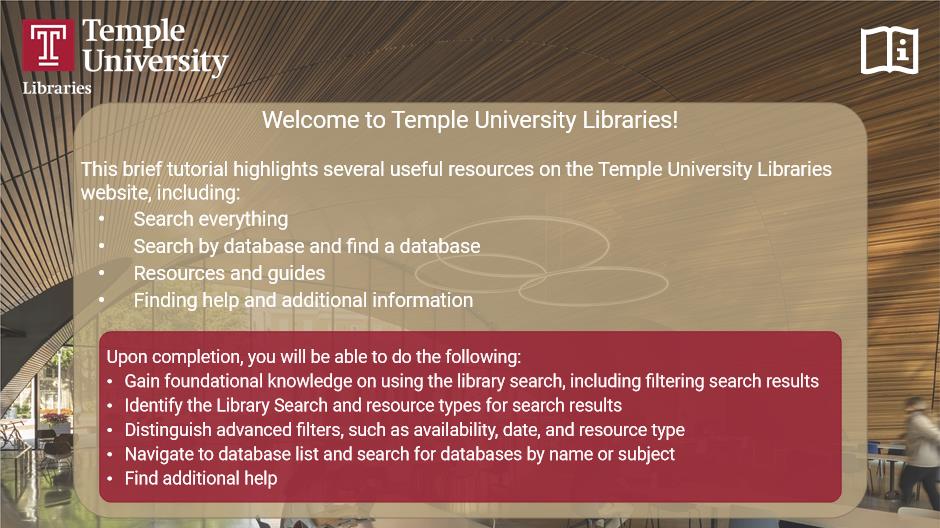 Temple
University
Libraries
Welcome to Temple University Libraries!
This brief tutorial highlights several useful resources on the Temple University Libraries
website, including:
• Search everything
• Search by database and find a database
• Resources and guides
• Finding help and additional information
Upon completion, you will be able to do the following:
• Gain foundational knowledge on using the library search, including filtering search results
• Identify the Library Search and resource types for search results
• Distinguish advanced filters, such as availability, date, and resource type
• Navigate to database list and search for databases by name or subject
• Find additional help